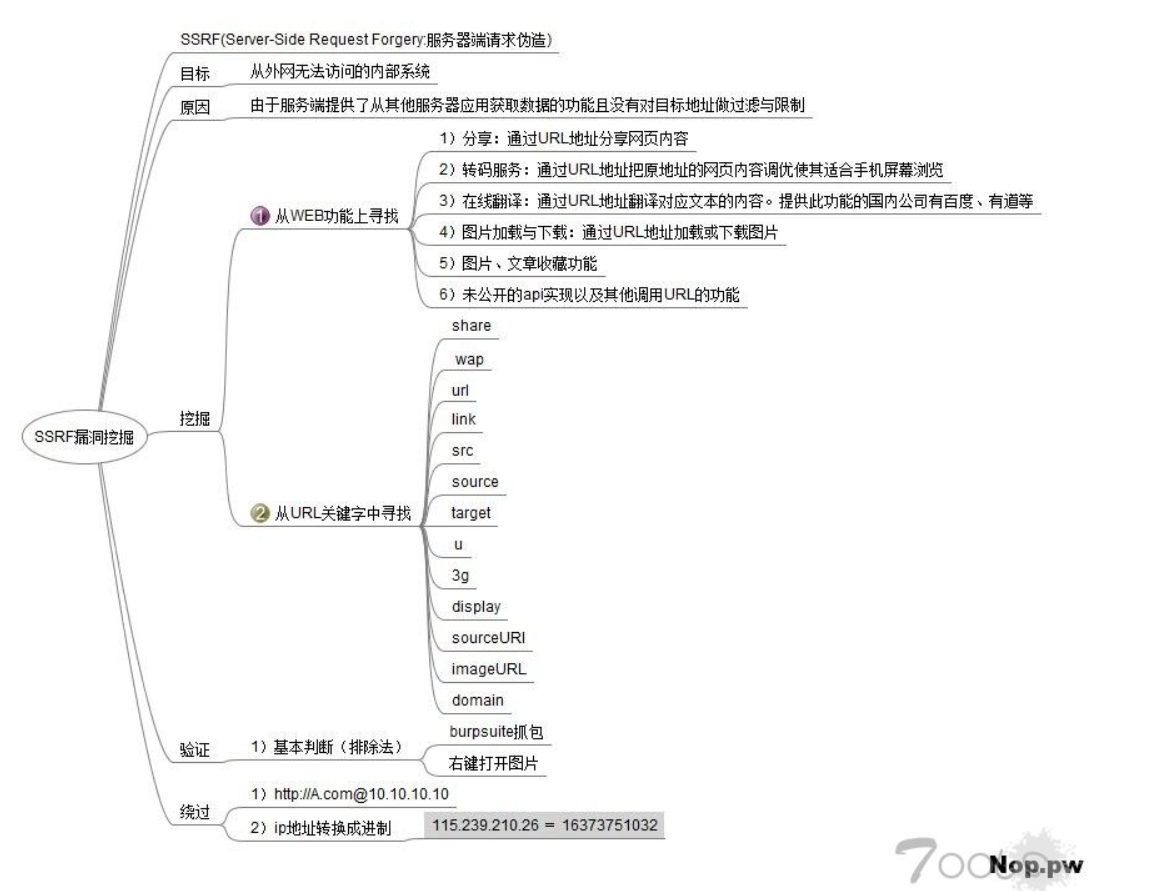 SSRF(Server-Side Request Forgery:服务器端请求伪造)
目标
从外网无法访问的内部系统
原因
由于服务端提供了从其他服务器应用获取数据的功能且没有对目标地址做过滤与限制
SSRF漏洞挖掘
挖掘
1 从WEB功能上寻找
1）分享：通过URL地址分享网页内容
2）转码服务：通过URL地址把原地址的网页内容调优使其适合手机屏幕浏览
3）在线翻译：通过URL地址翻译对应文本的内容。提供此功能的国内公司有百度、有道等
4）图片加载与下载：通过URL地址加载或下载图片
5）图片、文章收藏功能
6）未公开的api实现以及其他调用URL的功能
2 从URL关键字中寻找
share
wap
url
link
src
source
target
u
3g
display
sourceURl
imageURL
domain
验证
1）基本判断（排除法）
burpsuite抓包
右键打开图片
绕过
1）http://A.com@10.10.10.10
2）ip地址转换成进制
115.239.210.26 = 16373751032
Nop.pw